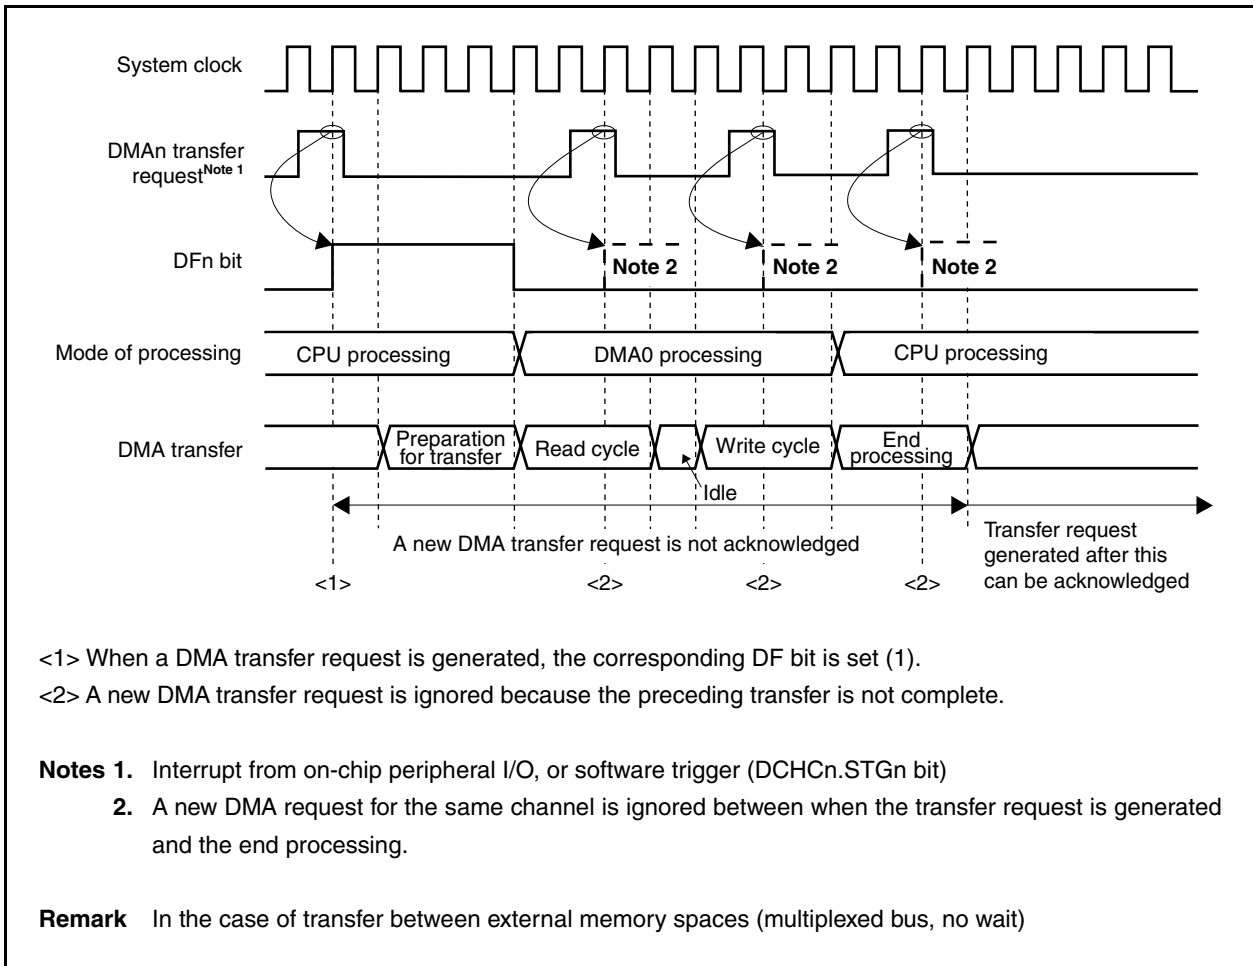 System clock
DMAn transfer
request Note 1
DFn bit
Note 2 Note 2 Note 2
Mode of processing
CPU processing DMA0 processing CPU processing
DMA transfer
Preparation
for transfer
Read cycle
Idle
Write cycle
End
processing
A new DMA transfer request is not acknowledged
Transfer request
generated after this
can be acknowledged
<1> <2> <2> <2>
<1> When a DMA transfer request is generated, the corresponding DF bit is set (1).
<2> A new DMA transfer request is ignored because the preceding transfer is not complete.
Notes 1. Interrupt from on-chip peripheral I/O, or software trigger (DCHCn.STGn bit)
2. A new DMA request for the same channel is ignored between when the transfer request is generated
and the end processing.
Remark In the case of transfer between external memory spaces (multiplexed bus, no wait)